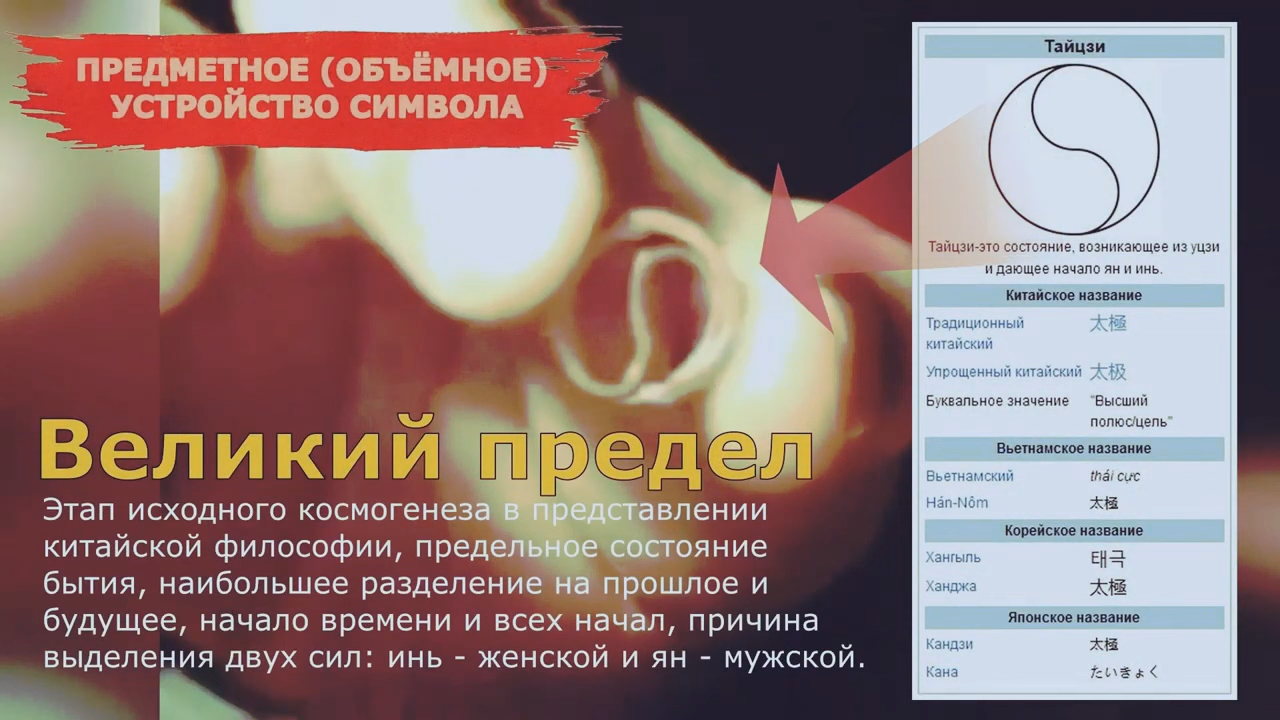 ПРЕДМЕТНОЕ (ОБЪЁМНОЕ)
УСТРОЙСТВО СИМВОЛА
Великий предел
Этап исходного космогенеза в представлении
китайской философии, предельное состояние
бытия, наибольшее разделение на прошлое и
будущее, начало времени и всех начал, причина
выделения двух сил: инь - женской и ян - мужской.
Тайцзи
Тайцзи-это состояние, возникающее из уцзи
и дающее начало ян и инь.
Китайское название
Традиционный 太極
китайский
Упрощенный китайский 太极
Буквальное значение "Высший
полюс/цель"
Вьетнамское название
Вьетнамский thái cực
Hán-Nôm 太極
Корейское название
Хангыль 태극
Ханджа 太極
Японское название
Кандзи 太極
Кана たいきょく